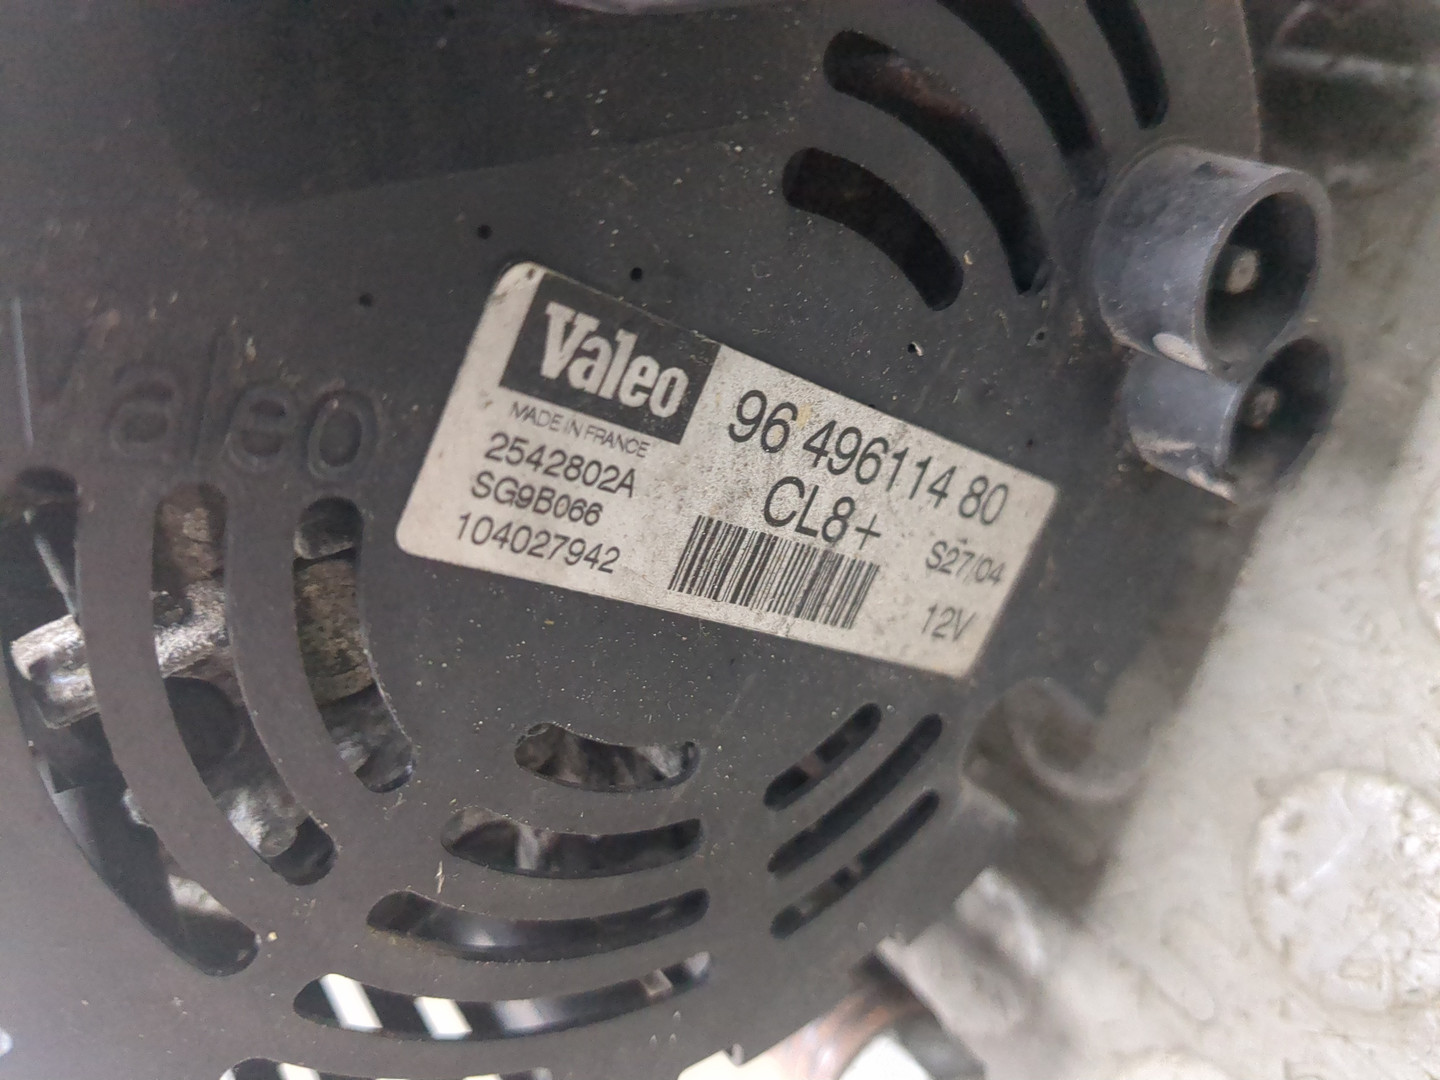 Valeo
Valeo
MADE IN FRANCE
2542802A
SG9B066
104027942
96 496114 80
CL8+
S27/04
12V